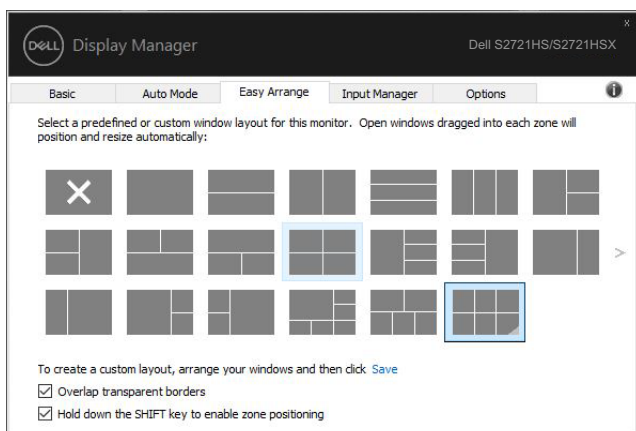 DELL Display Manager Dell S2721HS/S2721HSX
Basic Auto Mode Easy Arrange Input Manager Options
Select a predefined or custom window layout for this monitor. Open windows dragged into each zone will
position and resize automatically:
To create a custom layout, arrange your windows and then click Save
Overlap transparent borders
Hold down the SHIFT key to enable zone positioning